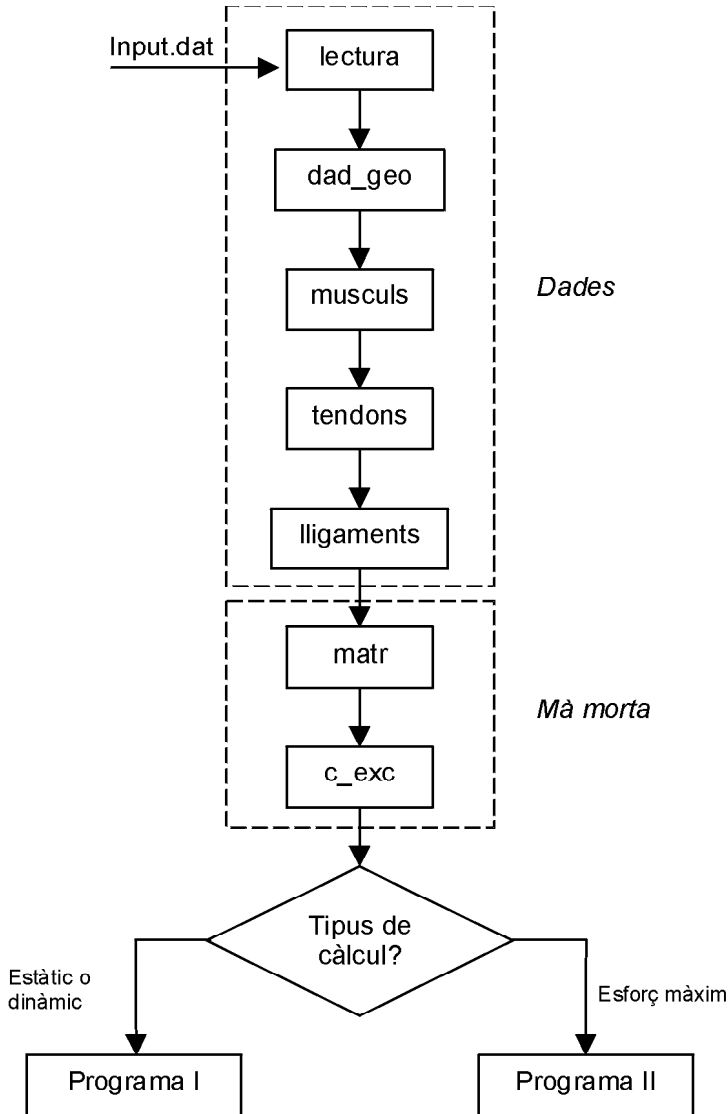 Input.dat
lectura
dad_geo
musculs
Dades
tendons
lligaments
matr
Mà morta
c_exc
Tipus de
càlcul?
Estàtic o
dinàmic
Esforç màxim
Programa I
Programa II